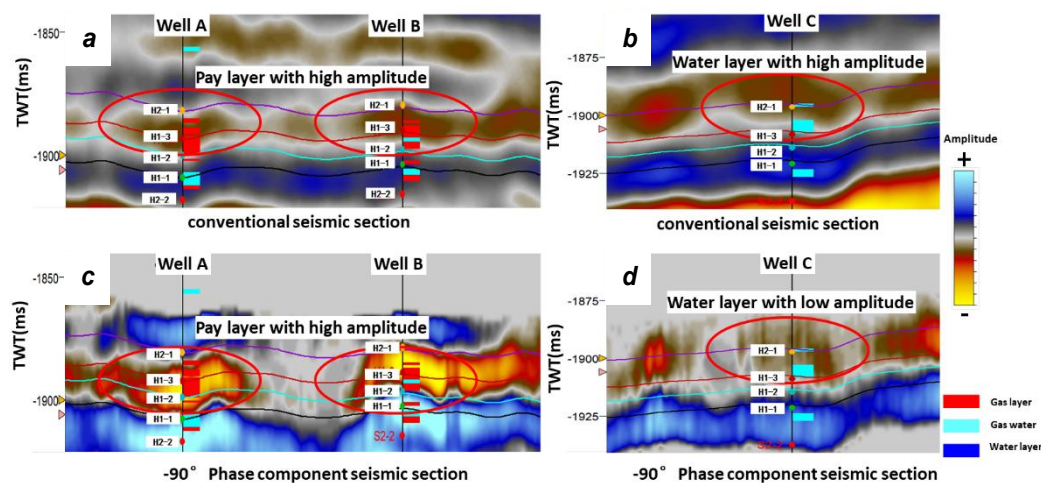 a
Well A
Well B
-1850
TWT(ms)
Pay layer with high amplitude
H2-1
H2-1
H1-3
H1-3
H1-2
H1-2
-1900
H1-1
H1-1
H2-2
H2-2
conventional seismic section
b
Well C
-1875
TWT(ms)
Water layer with high amplitude
H2-1
-1900
H1-3
H1-2
H1-1
-1925
conventional seismic section
Amplitude
+
-
c
Well A
Well B
-1850
TWT(ms)
Pay layer with high amplitude
H2-1
H2-1
H1-3
H1-3
H1-2
H1-2
-1900
H1-1
H1-1
H2-2
S2-2
d
Well C
-1875
TWT(ms)
Water layer with low amplitude
H2-1
-1900
H1-3
H1-2
H1-1
-1925
S2-2
-90° Phase component seismic section
-90° Phase component seismic section
Gas layer
Gas water
Water layer